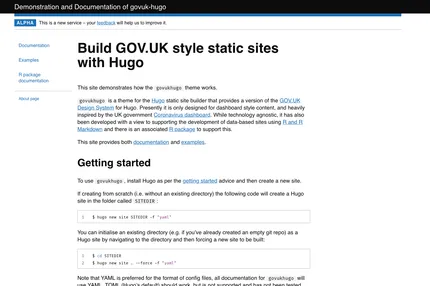 Demonstration and Documentation of govuk-hugo
ALPHA This is a new service – your feedback will help us to improve it.
Documentation
Examples
R package
documentation
About page
Build GOV.UK style static sites
with Hugo
This site demonstrates how the govukhugo theme works.
govukhugo is a theme for the Hugo static site builder that provides a version of the GOV.UK
Design System for Hugo. Presently it is only designed for dashboard style content, and heavily
inspired by the UK government Coronavirus dashboard. While technology agnostic, it has also
been developed with a view to supporting the development of data-based sites using R and R
Markdown and there is an associated R package to support this.
This site provides both documentation and examples.
Getting started
To use govukhugo, install Hugo as per the getting started advice and then create a new site.
If creating from scratch (i.e. without an existing directory) the following code will create a Hugo
site in the folder called SITEDIR:
1 $ hugo new site SITEDIR -f "yaml"
You can initialise an existing directory (e.g. if you've already created an empty git repo) as a
Hugo site by navigating to the directory and then forcing a new site to be built:
1 $ cd SITEDIR
2 $ hugo new site . --force -f "yaml"
Note that YAML is preferred for the format of config files, all documentation for govukhugo will
use YAML. TOML (Hugo's default) should work, but is not supported and has not been tested